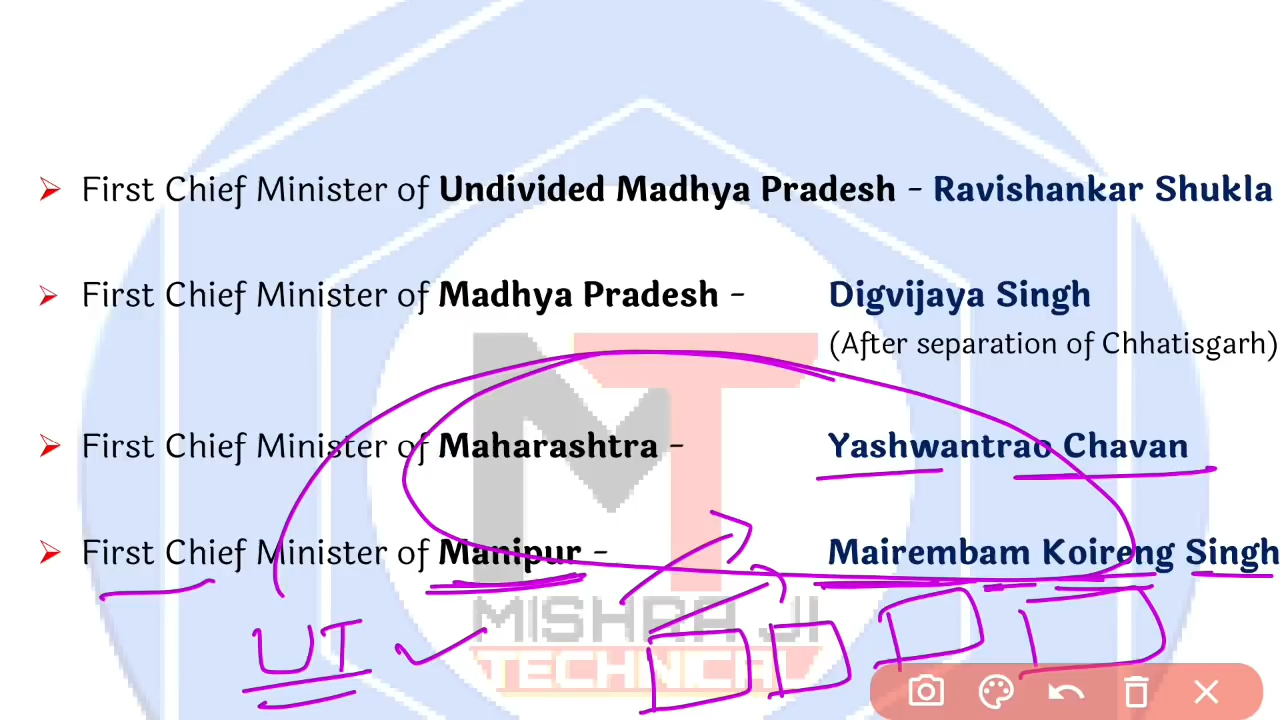 First Chief Minister of Undivided Madhya Pradesh - Ravishankar Shukla
First Chief Minister of Madhya Pradesh - Digvijaya Singh
(After separation of Chhatisgarh)
First Chief Minister of Maharashtra - Yashwantrao Chavan
First Chief Minister of Manipur - Mairembam Koireng Singh
MT
MISHRA JI
UT
TECHNICAL